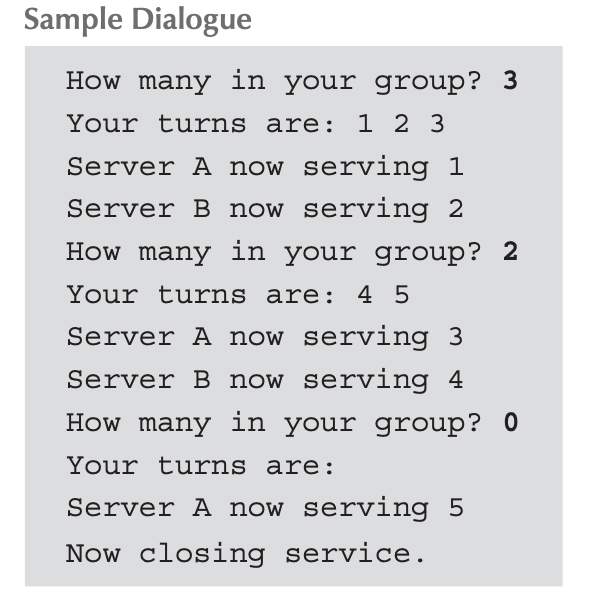 Sample Dialogue
How many in your group? 3
Your turns are: 1 2 3
Server A now serving 1
Server B now serving 2
How many in your group? 2
Your turns are: 4 5
Server A now serving 3
Server B now serving 4
How many in your group? 0
Your turns are:
Server A now serving 5
Now closing service.